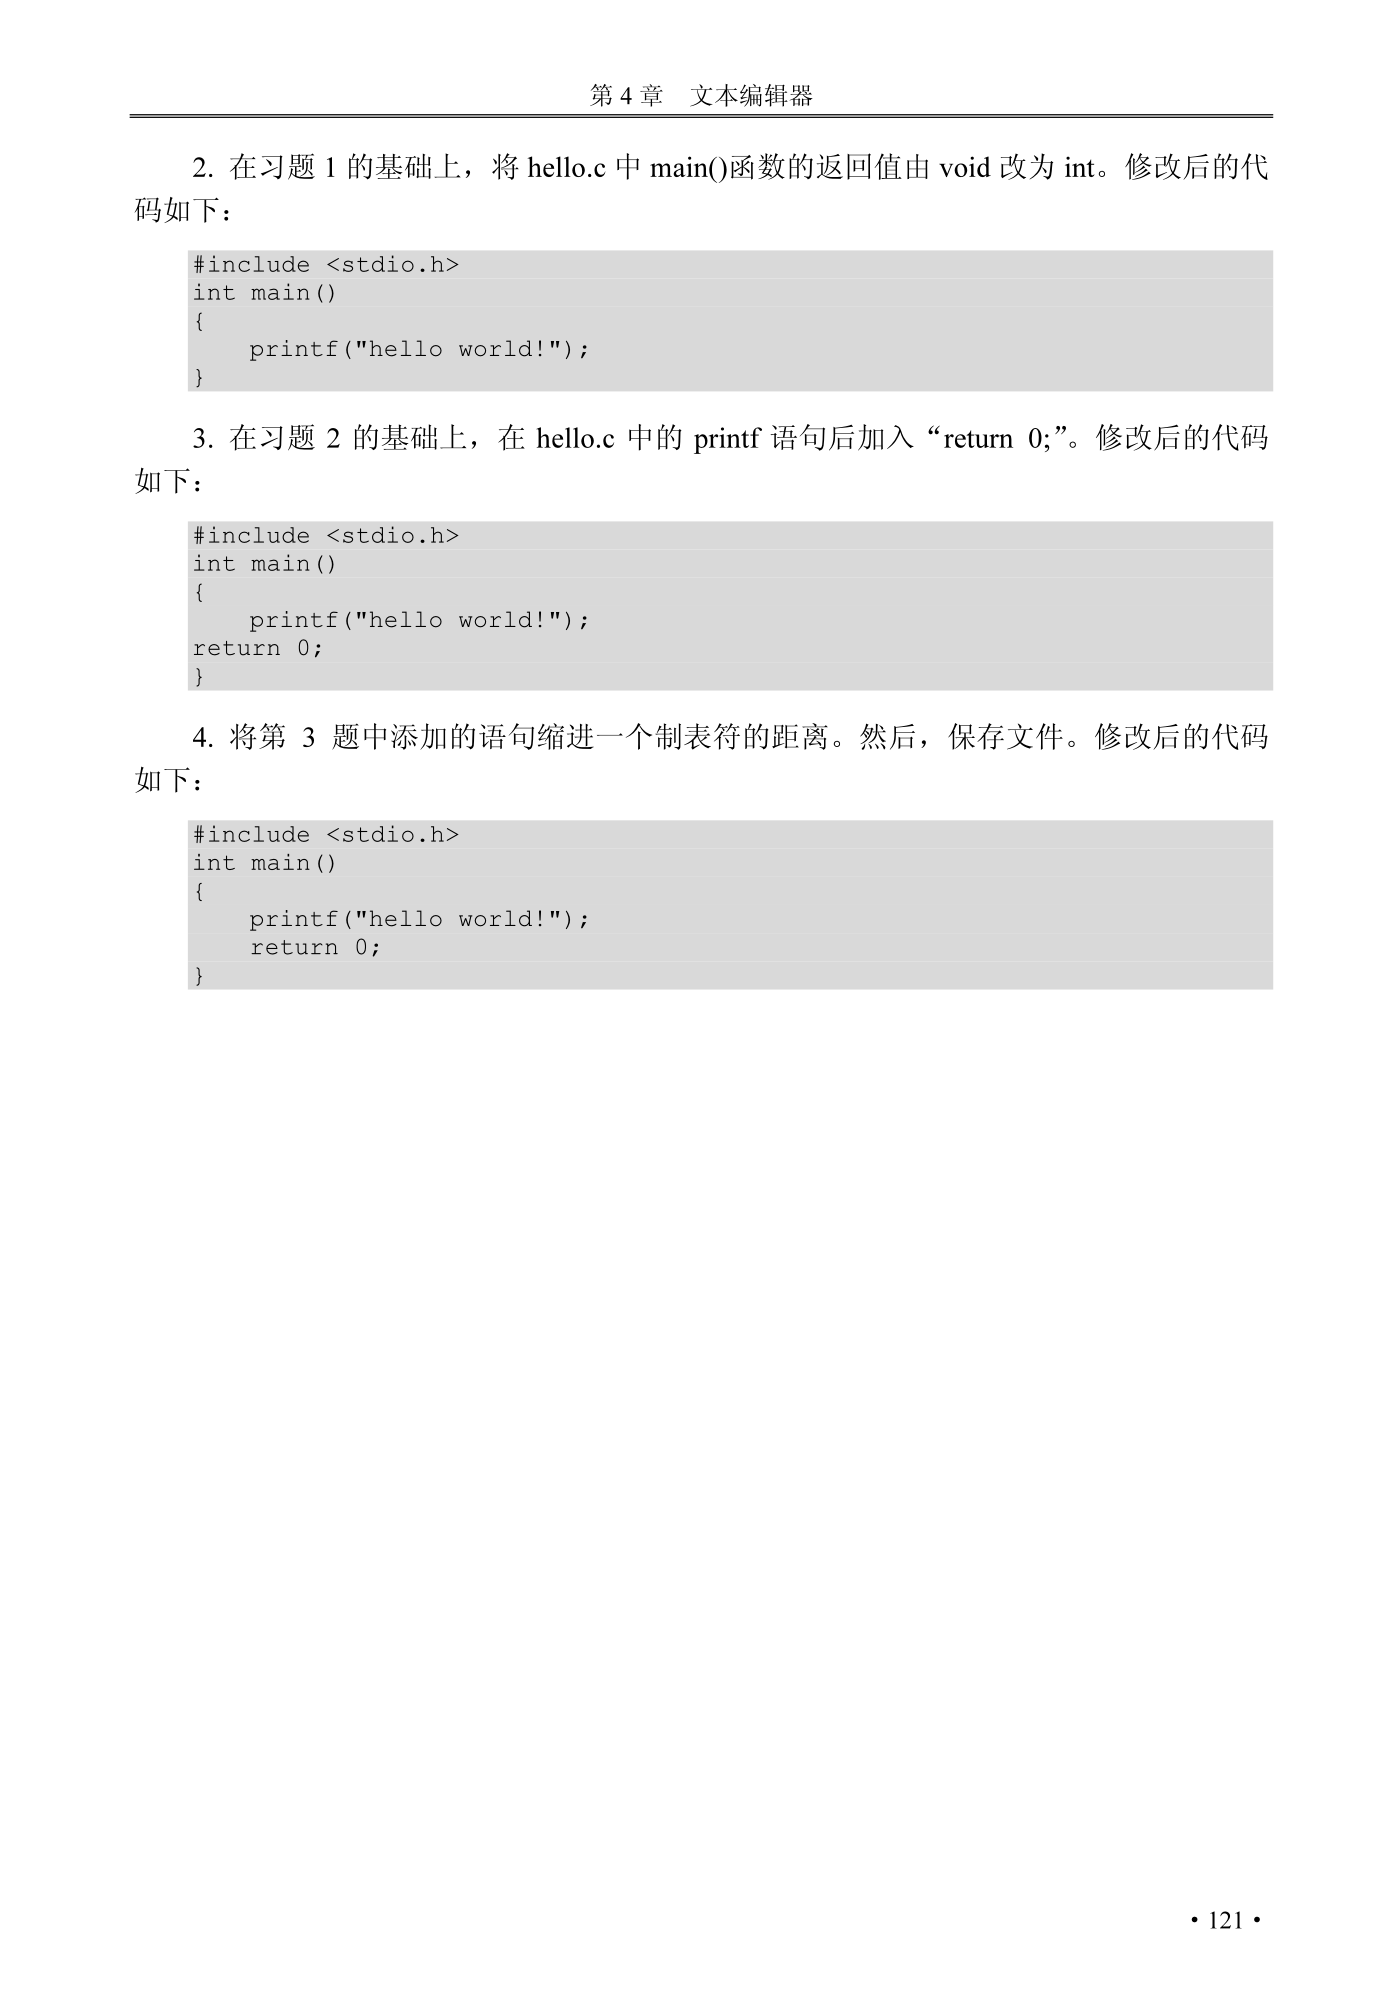 第 4 章　文本编辑器
2. 在习题 1 的基础上，将 hello.c 中 main()函数的返回值由 void 改为 int。修改后的代
码如下：
#include <stdio.h>
int main()
{
    printf("hello world!");
}
3. 在习题 2 的基础上，在 hello.c 中的 printf 语句后加入“return 0;”。修改后的代码
如下：
#include <stdio.h>
int main()
{
    printf("hello world!");
return 0;
}
4. 将第 3 题中添加的语句缩进一个制表符的距离。然后，保存文件。修改后的代码
如下：
#include <stdio.h>
int main()
{
    printf("hello world!");
    return 0;
}
• 121 •